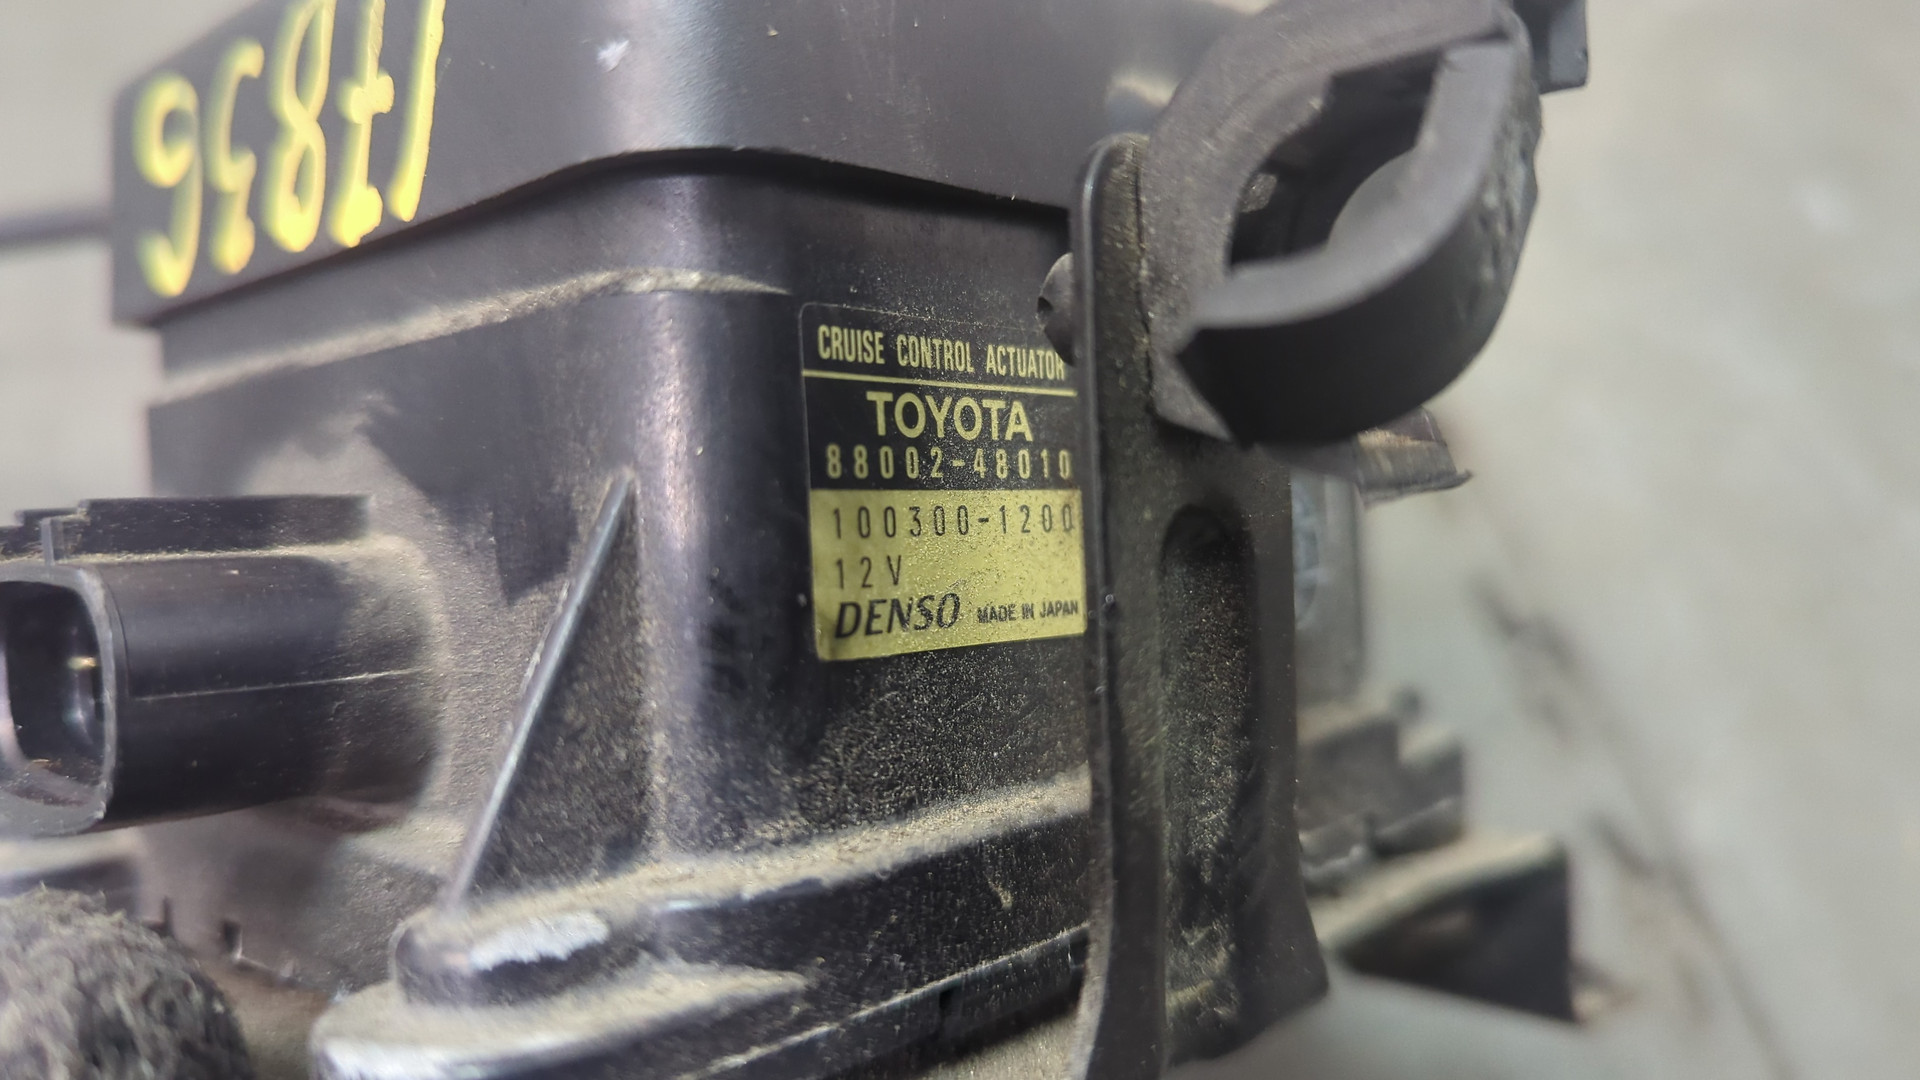 17836
CRUISE CONTROL ACTUATOR
TOYOTA
88002-48010
100300-1200
12V
DENSO MADE IN JAPAN